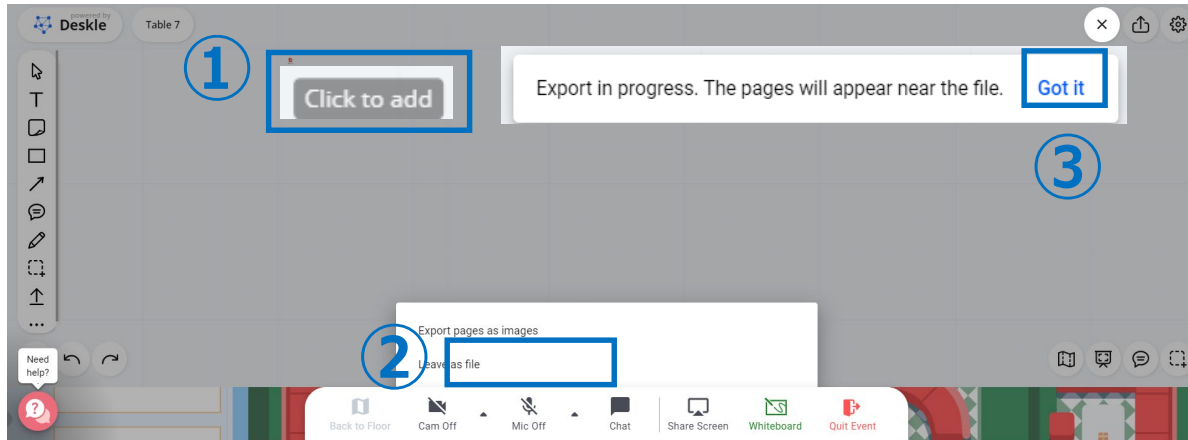 powered by
Deskle
Table 7
1
Click to add
Export in progress. The pages will appear near the file.
Got it
3
T
Export pages as images
2
Leave as file
Need
help?
Back to Floor
Cam Off
Mic Off
Chat
Share Screen
Whiteboard
Quit Event